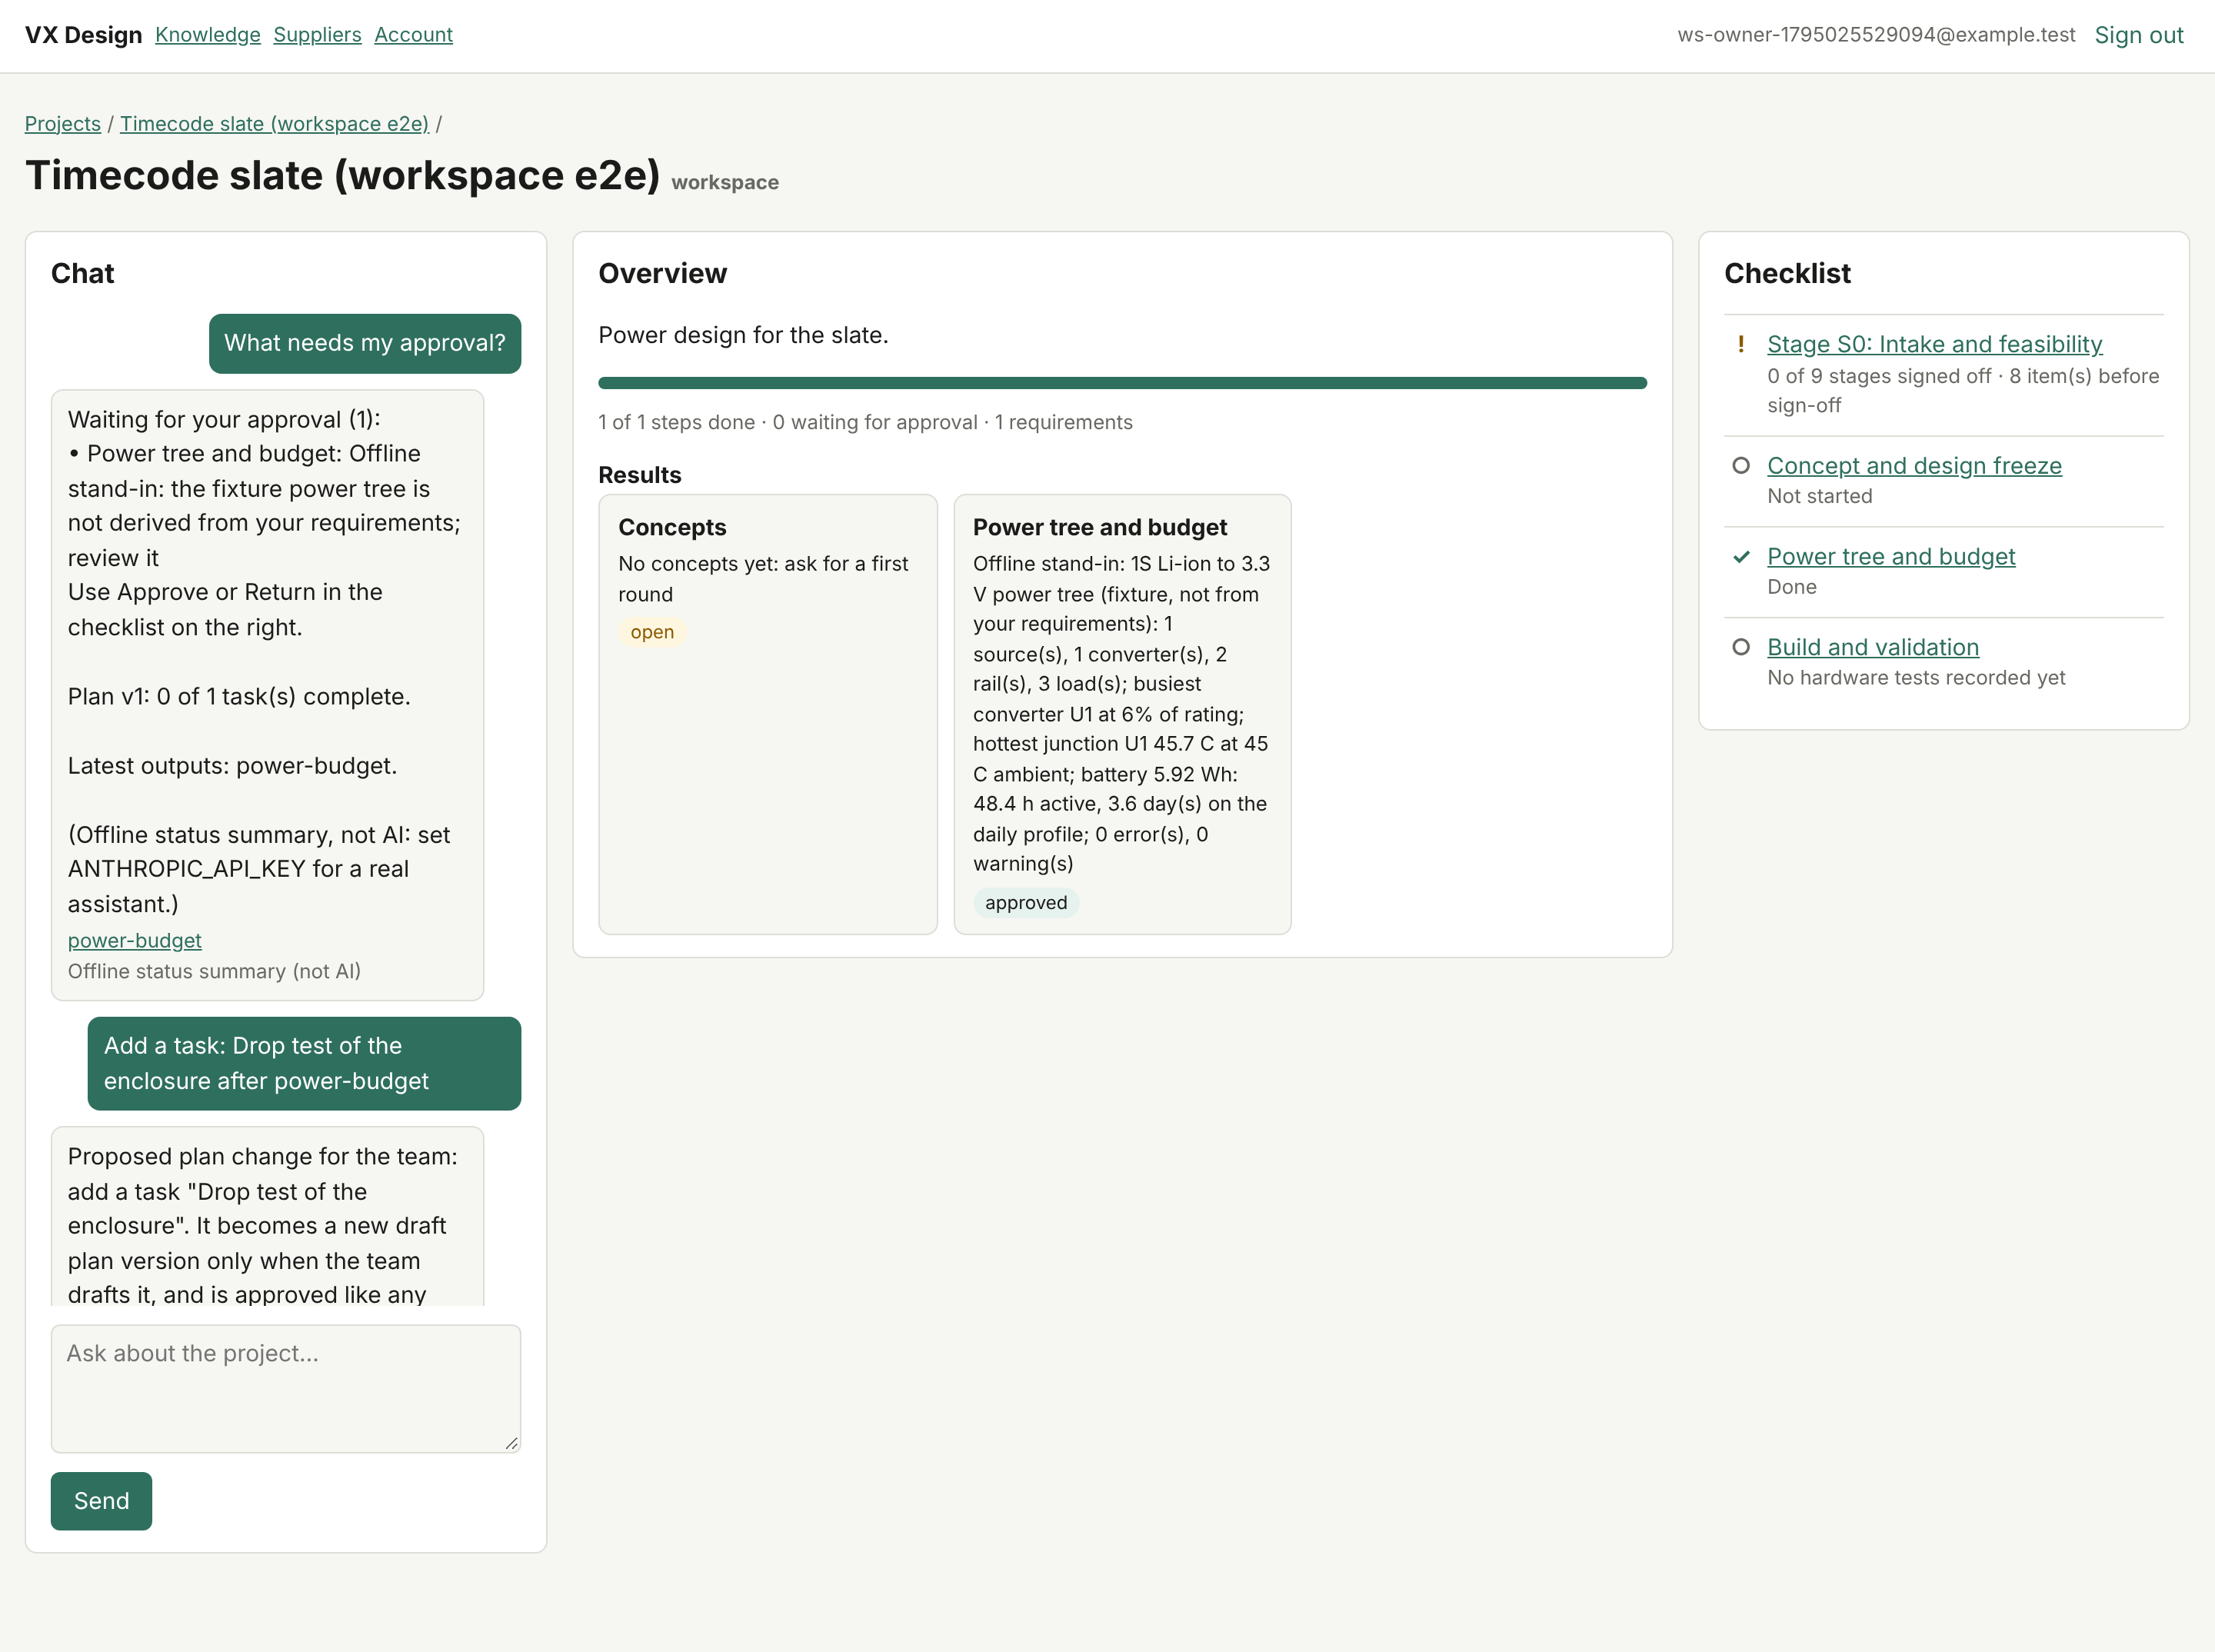 VX Design Knowledge Suppliers Account
ws-owner-1795025529094@example.test Sign out
Projects / Timecode slate (workspace e2e) /
Timecode slate (workspace e2e) workspace
Chat
What needs my approval?
Waiting for your approval (1):
• Power tree and budget: Offline
stand-in: the fixture power tree is
not derived from your requirements;
review it
Use Approve or Return in the
checklist on the right.
Plan v1: 0 of 1 task(s) complete.
Latest outputs: power-budget.
(Offline status summary, not AI: set
ANTHROPIC_API_KEY for a real
assistant.)
power-budget
Offline status summary (not AI)
Add a task: Drop test of the
enclosure after power-budget
Proposed plan change for the team:
add a task "Drop test of the
enclosure". It becomes a new draft
plan version only when the team
drafts it, and is approved like any
Ask about the project...
Send
Overview
Power design for the slate.
1 of 1 steps done · 0 waiting for approval · 1 requirements
Results
Concepts
No concepts yet: ask for a first
round
open
Power tree and budget
Offline stand-in: 1S Li-ion to 3.3
V power tree (fixture, not from
your requirements): 1
source(s), 1 converter(s), 2
rail(s), 3 load(s); busiest
converter U1 at 6% of rating;
hottest junction U1 45.7 C at 45
C ambient; battery 5.92 Wh:
48.4 h active, 3.6 day(s) on the
daily profile; 0 error(s), 0
warning(s)
approved
Checklist
! Stage S0: Intake and feasibility
0 of 9 stages signed off · 8 item(s) before
sign-off
Concept and design freeze
Not started
Power tree and budget
Done
Build and validation
No hardware tests recorded yet